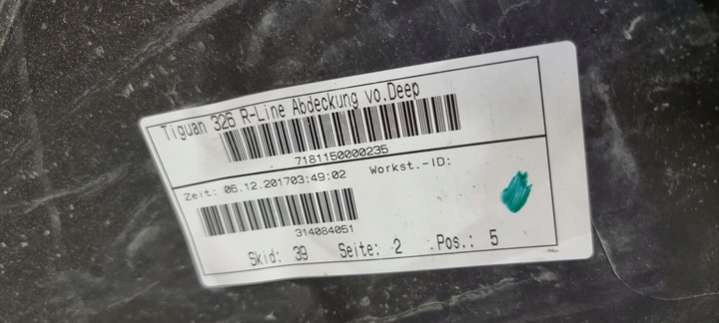 Tiguan 326 R-Line Abdeckung vo.Deep
7181150000235
Zeit: 06.12.201703:49:02 Workst.-ID:
314084051
Skid: 39 Seite: 2 .Pos.: 5